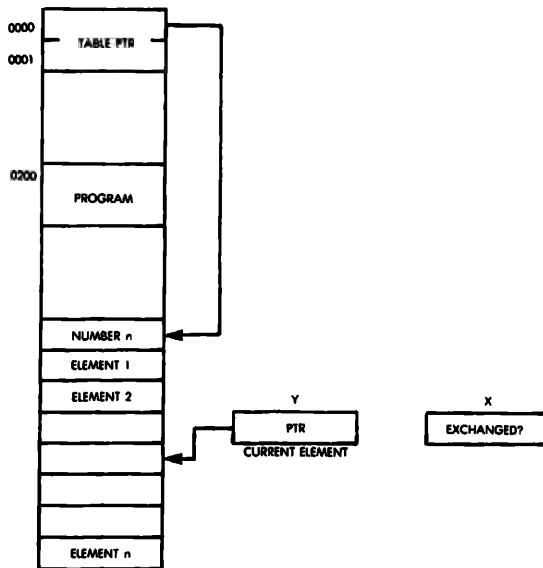 0000
TABLE PTR
0001
0200
PROGRAM
NUMBER n
ELEMENT 1
ELEMENT 2
Y
X
PTR
EXCHANGED?
CURRENT ELEMENT
ELEMENT n